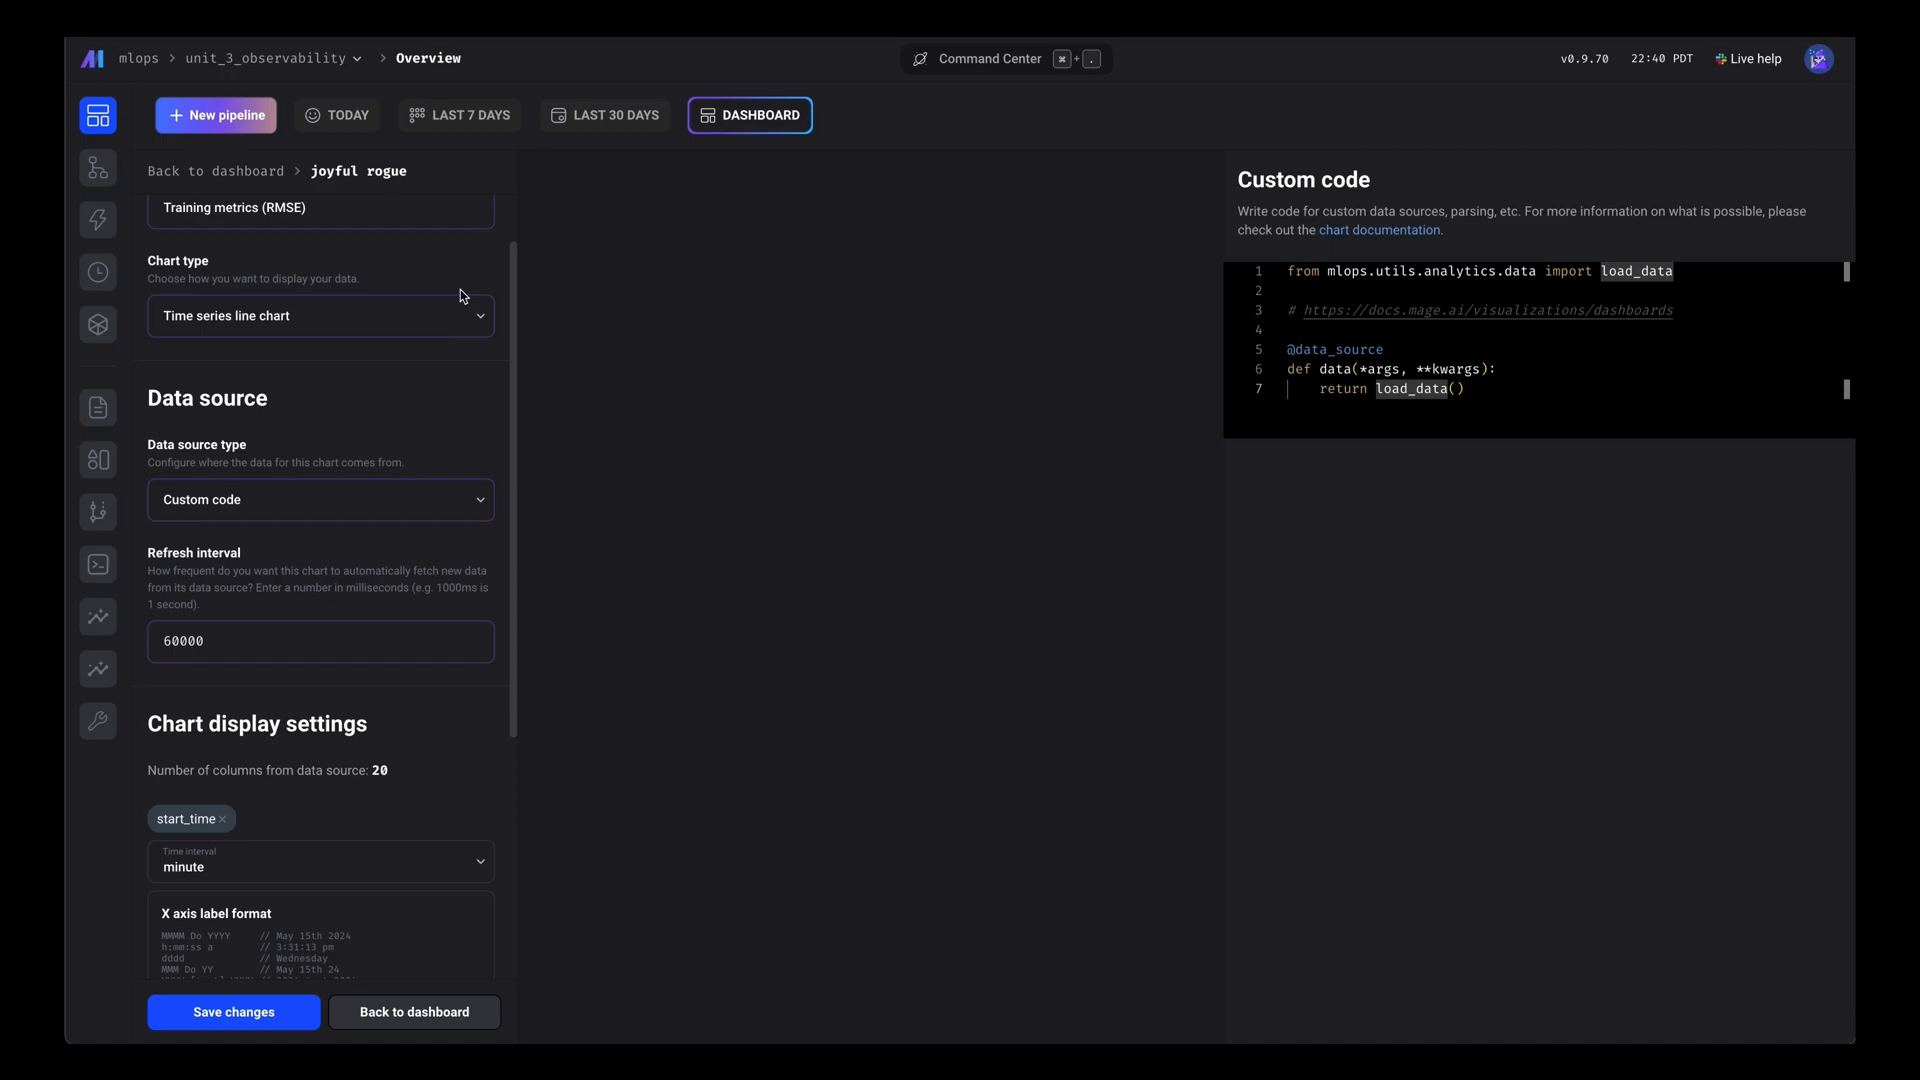 mlops > unit_3_observability > Overview
Command Center ⌘ + .
v0.9.70 22:40 PDT Live help
+ New pipeline TODAY LAST 7 DAYS LAST 30 DAYS DASHBOARD
Back to dashboard > joyful rogue
Training metrics (RMSE)
Chart type
Choose how you want to display your data.
Time series line chart
Data source
Data source type
Configure where the data for this chart comes from.
Custom code
Refresh interval
How frequent do you want this chart to automatically fetch new data
from its data source? Enter a number in milliseconds (e.g. 1000ms is
1 second).
60000
Chart display settings
Number of columns from data source: 20
start_time ×
Time interval
minute
X axis label format
MMMM Do YYYY // May 15th 2024
h:mm:ss a // 3:31:13 pm
dddd // Wednesday
MMM Do YY // May 15th 24
Save changes Back to dashboard
Custom code
Write code for custom data sources, parsing, etc. For more information on what is possible, please
check out the chart documentation.
1 from mlops.utils.analytics.data import load_data
2
3 # https://docs.mage.ai/visualizations/dashboards
4
5 @data_source
6 def data(*args, **kwargs):
7 return load_data()